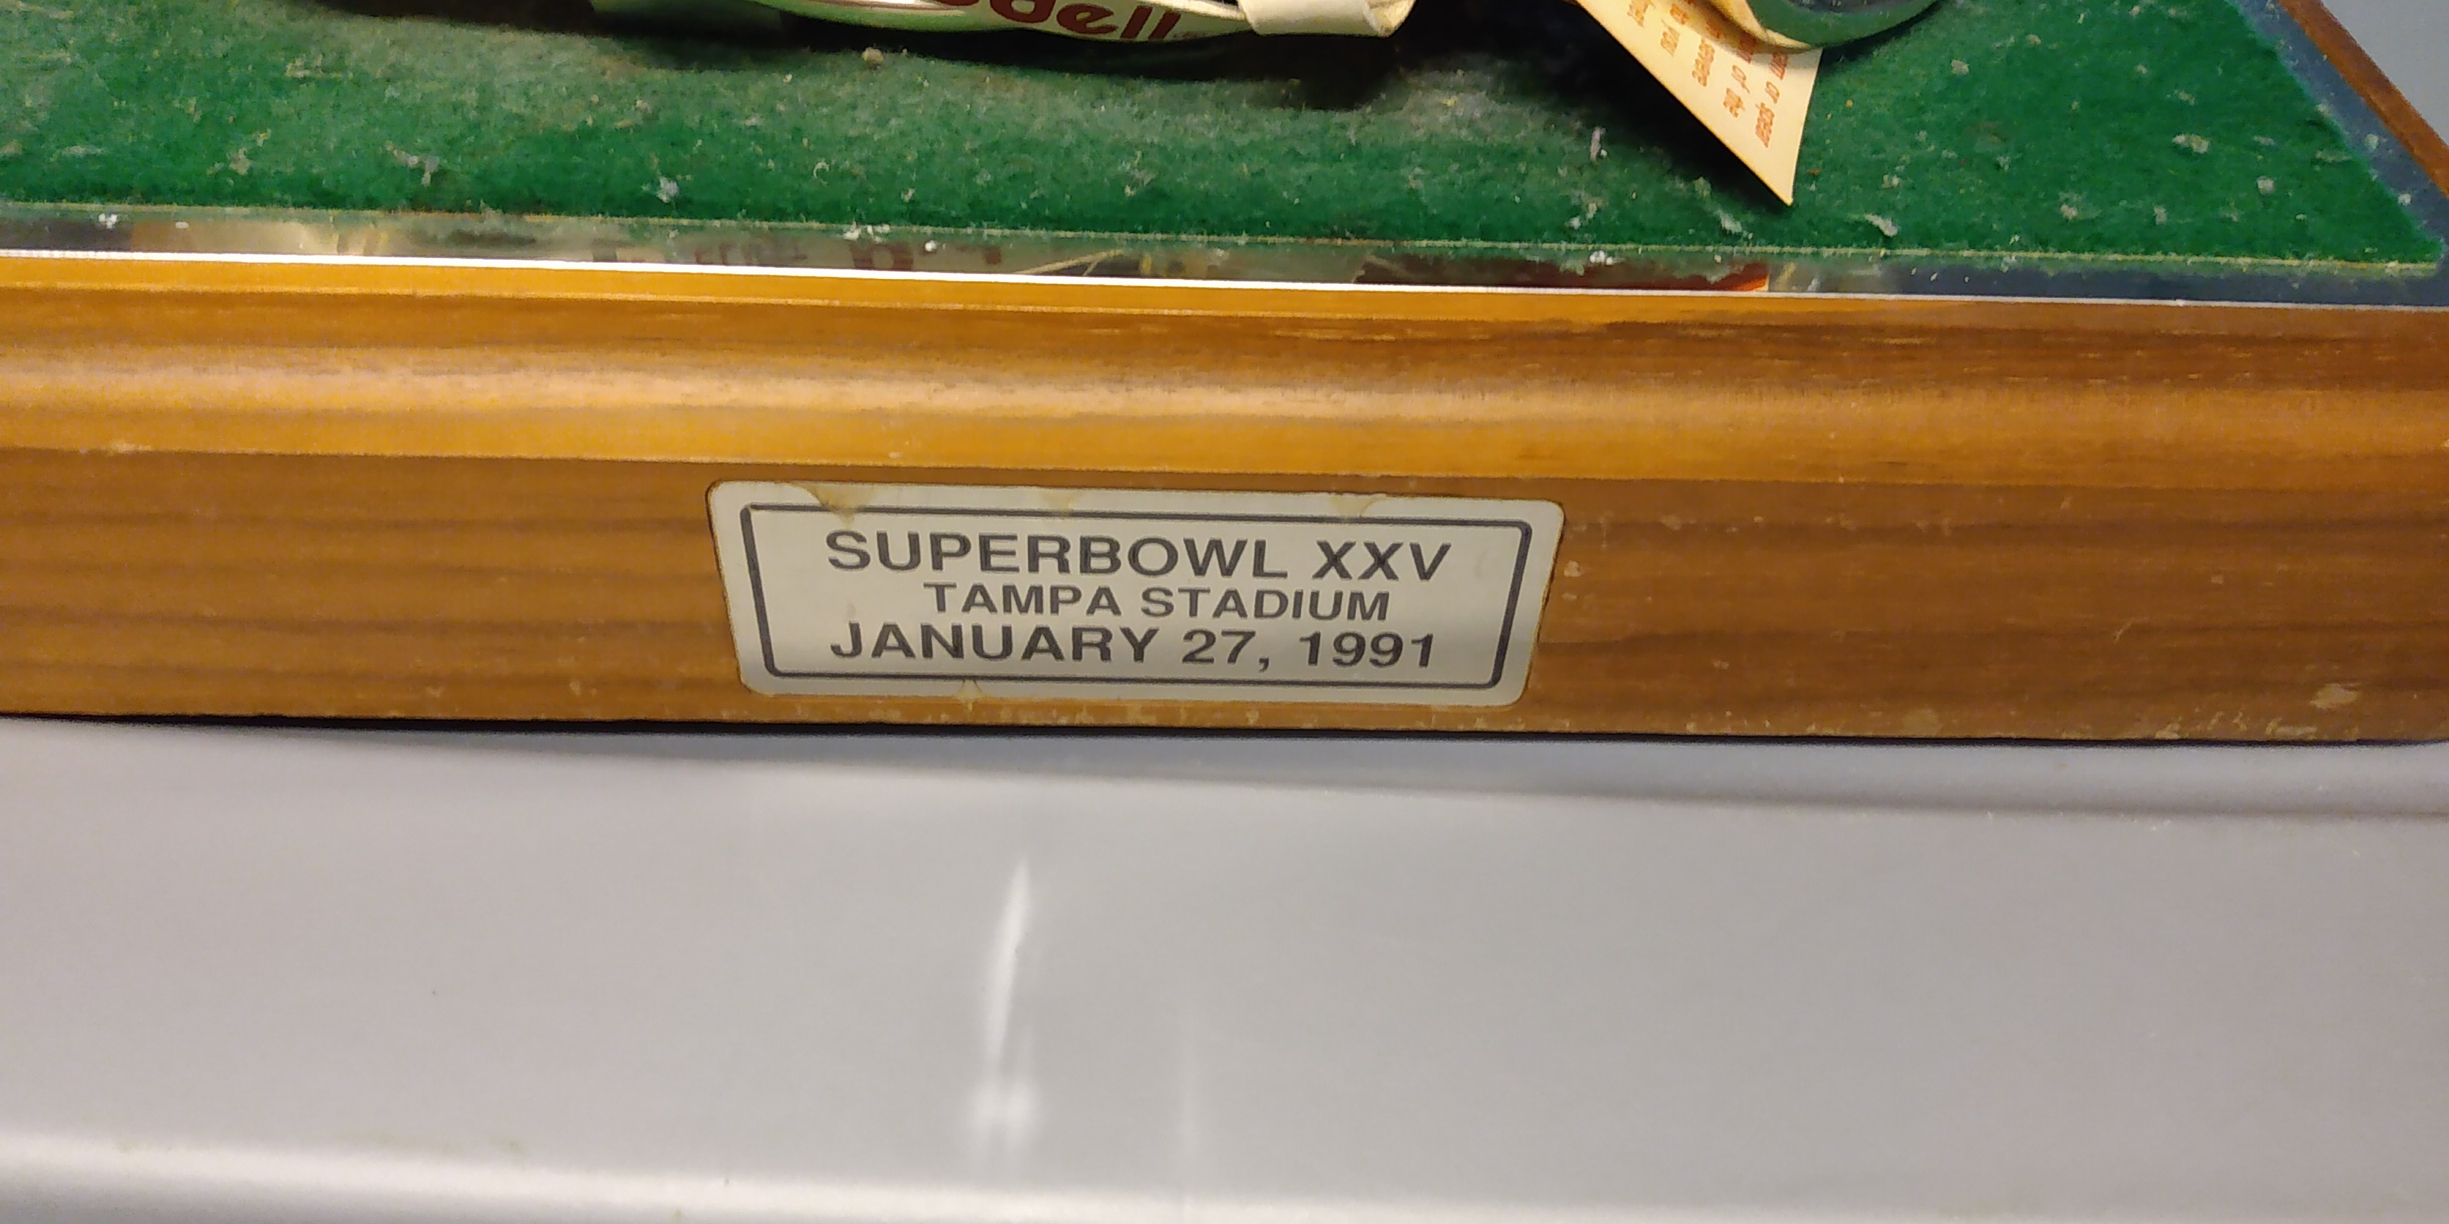 SUPERBOWL XXV
TAMPA STADIUM
JANUARY 27, 1991